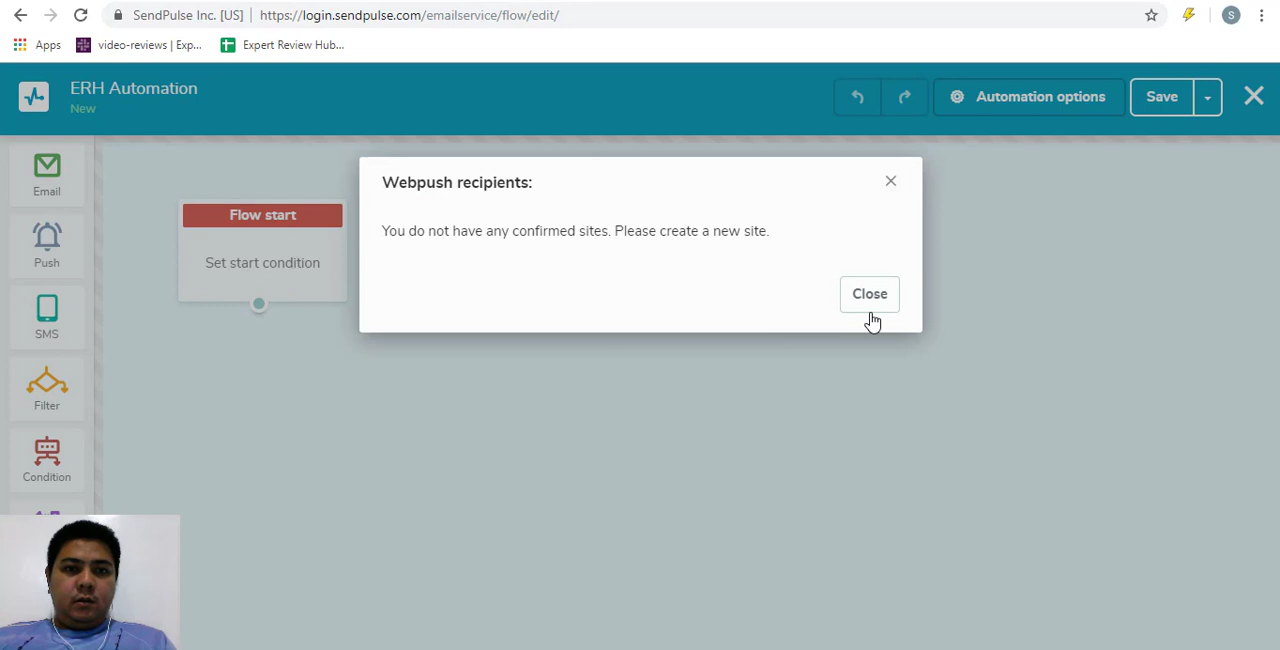 SendPulse Inc. [US] | https://login.sendpulse.com/emailservice/flow/edit/
S
Apps video-reviews | Exp... Expert Review Hub...
ERH Automation
New
Automation options
Save
Email
Push
SMS
Filter
Condition
Flow start
Set start condition
Webpush recipients:
You do not have any confirmed sites. Please create a new site.
Close